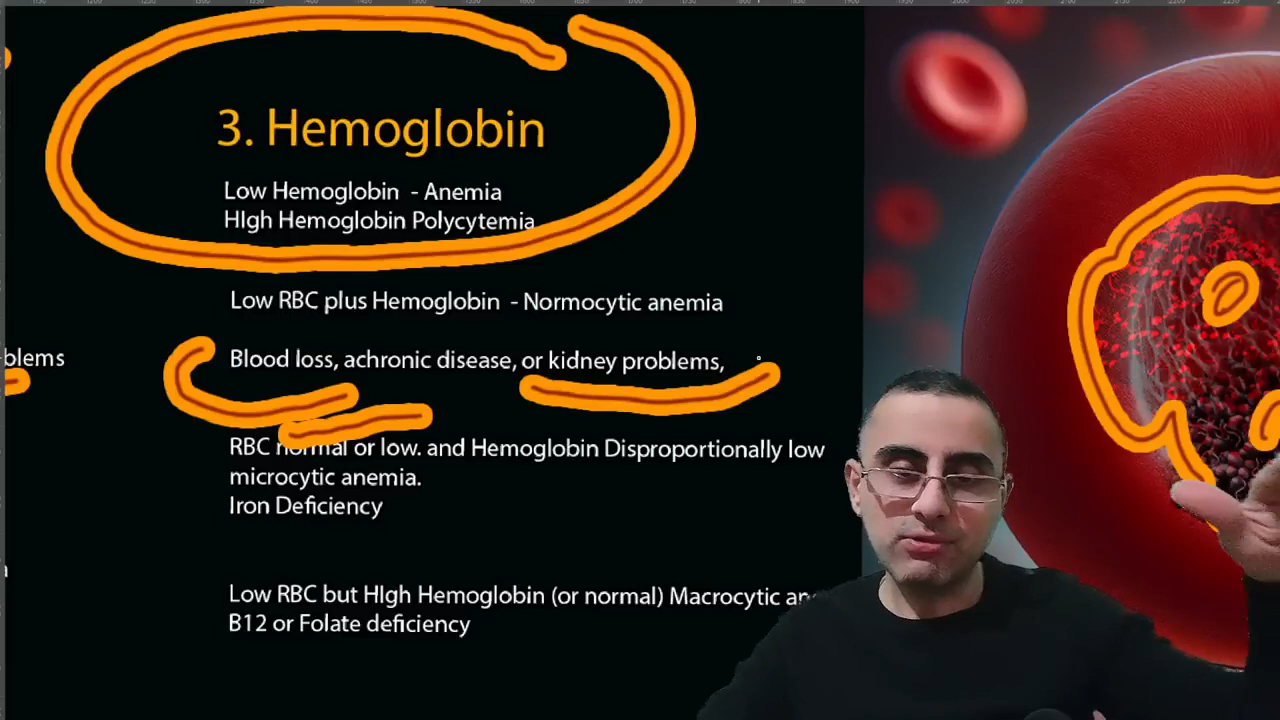 3. Hemoglobin
Low Hemoglobin - Anemia
HIgh Hemoglobin Polycytemia
Low RBC plus Hemoglobin - Normocytic anemia
blems
Blood loss, achronic disease, or kidney problems,
RBC normal or low. and Hemoglobin Disproportionally low
microcytic anemia.
Iron Deficiency
Low RBC but HIgh Hemoglobin (or normal) Macrocytic
B12 or Folate deficiency